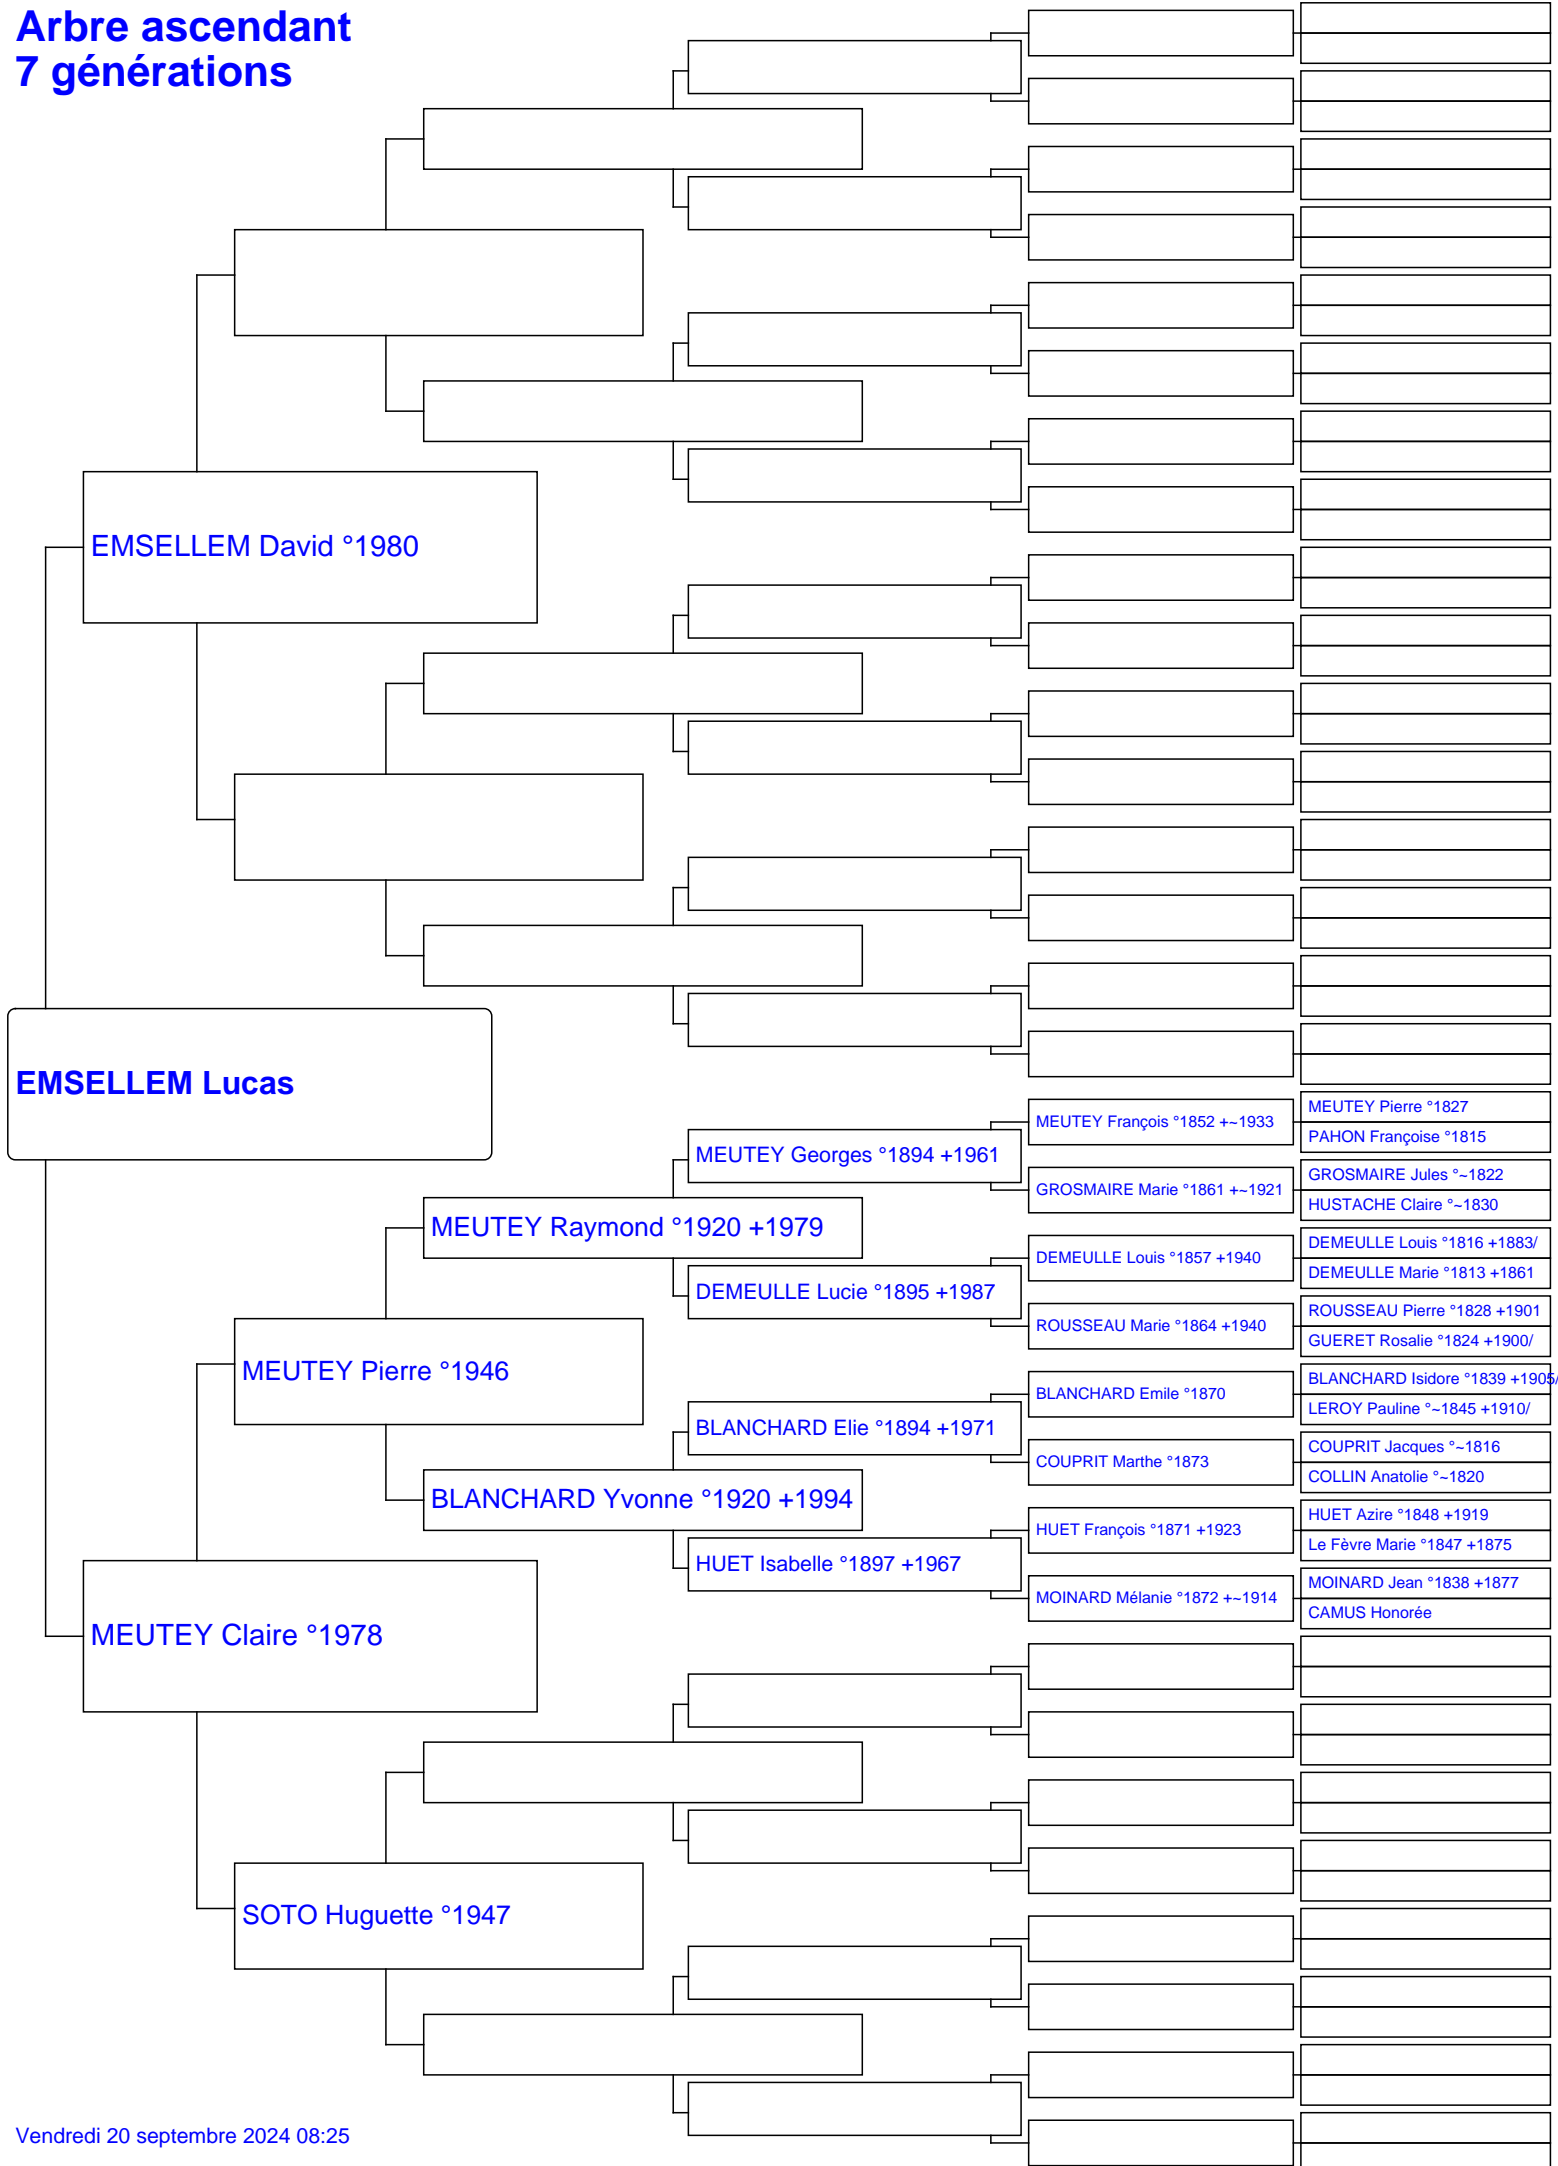 Arbre ascendant
7 générations
EMSELLEM David °1980
EMSELLEM Lucas
MEUTEY François °1852 +~1933
MEUTEY Pierre °1827
PAHON Françoise °1815
MEUTEY Georges °1894 +1961
GROSMAIRE Marie °1861 +~1921
GROSMAIRE Jules °~1822
HUSTACHE Claire °~1830
MEUTEY Raymond °1920 +1979
DEMEULLE Louis °1857 +1940
DEMEULLE Louis °1816 +1883/
DEMEULLE Marie °1813 +1861
DEMEULLE Lucie °1895 +1987
ROUSSEAU Marie °1864 +1940
ROUSSEAU Pierre °1828 +1901
GUERET Rosalie °1824 +1900/
MEUTEY Pierre °1946
BLANCHARD Emile °1870
BLANCHARD Isidore °1839 +1905/
LEROY Pauline °~1845 +1910/
BLANCHARD Elie °1894 +1971
COUPRIT Marthe °1873
COUPRIT Jacques °~1816
COLLIN Anatolie °~1820
BLANCHARD Yvonne °1920 +1994
HUET François °1871 +1923
HUET Azire °1848 +1919
Le Fèvre Marie °1847 +1875
HUET Isabelle °1897 +1967
MOINARD Mélanie °1872 +~1914
MOINARD Jean °1838 +1877
CAMUS Honorée
MEUTEY Claire °1978
SOTO Huguette °1947
Vendredi 20 septembre 2024 08:25